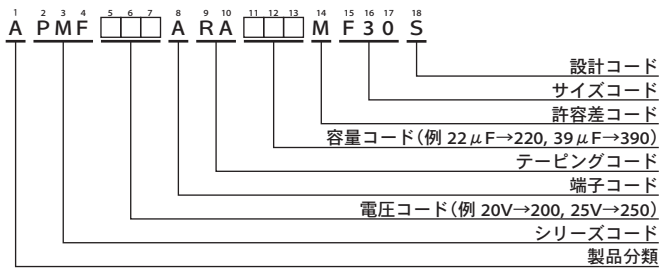 1 2 3 4 5 6 7 8 9 10 11 12 13 14 15 16 17 18
A PMF □□□ A RA □□□ M F30 S
設計コード
サイズコード
許容差コード
容量コード(例 22μF→220, 39μF→390)
テーピングコード
端子コード
電圧コード(例 20V→200, 25V→250)
シリーズコード
製品分類